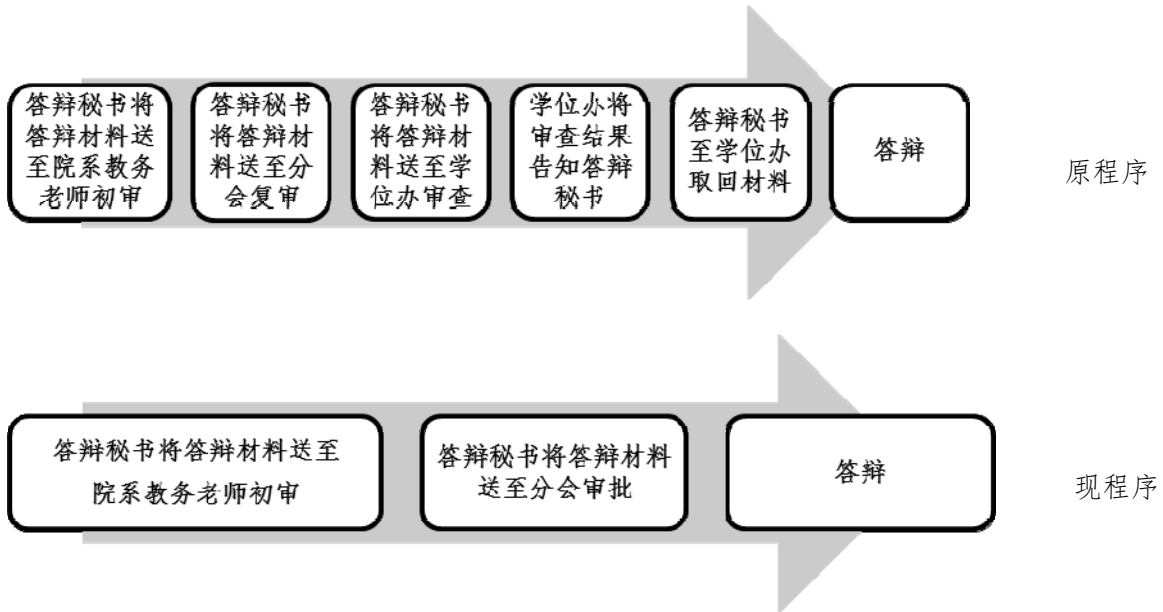 答辩秘书将
答辩材料送
至院系教务
老师初审
答辩秘书
将答辩材
料送至分
会复审
答辩秘书
将答辩材
料送至学
位办审查
学位办将
审查结果
告知答辩
秘书
答辩秘书
至学位办
取回材料
答辩
原程序
答辩秘书将答辩材料送至
院系教务老师初审
答辩秘书将答辩材料
送至分会审批
答辩
现程序